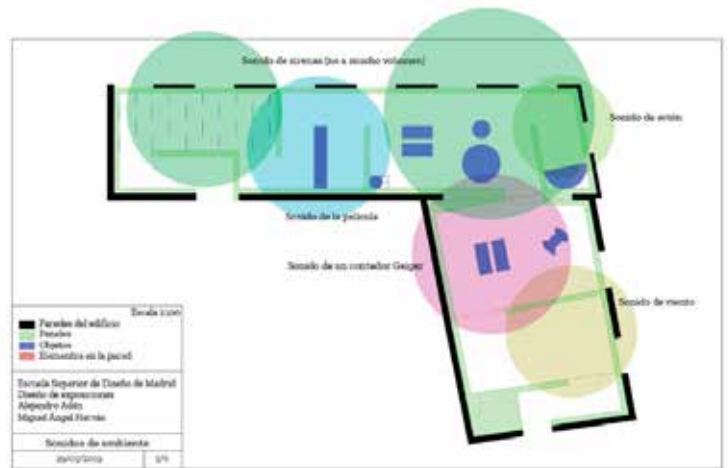 Sonido de sirenas (no a mucho volumen)
Sonido de avión
Sonido de la película
Sonido de un contador Geiger
Sonido de viento
Escala 1:100
Paredes del edificio
Paneles
Objetos
Elementos en la pared
Escuela Superior de Diseño de Madrid
Diseño de exposiciones
Alejandro
Miguel Ángel
Sonidos de ambiente